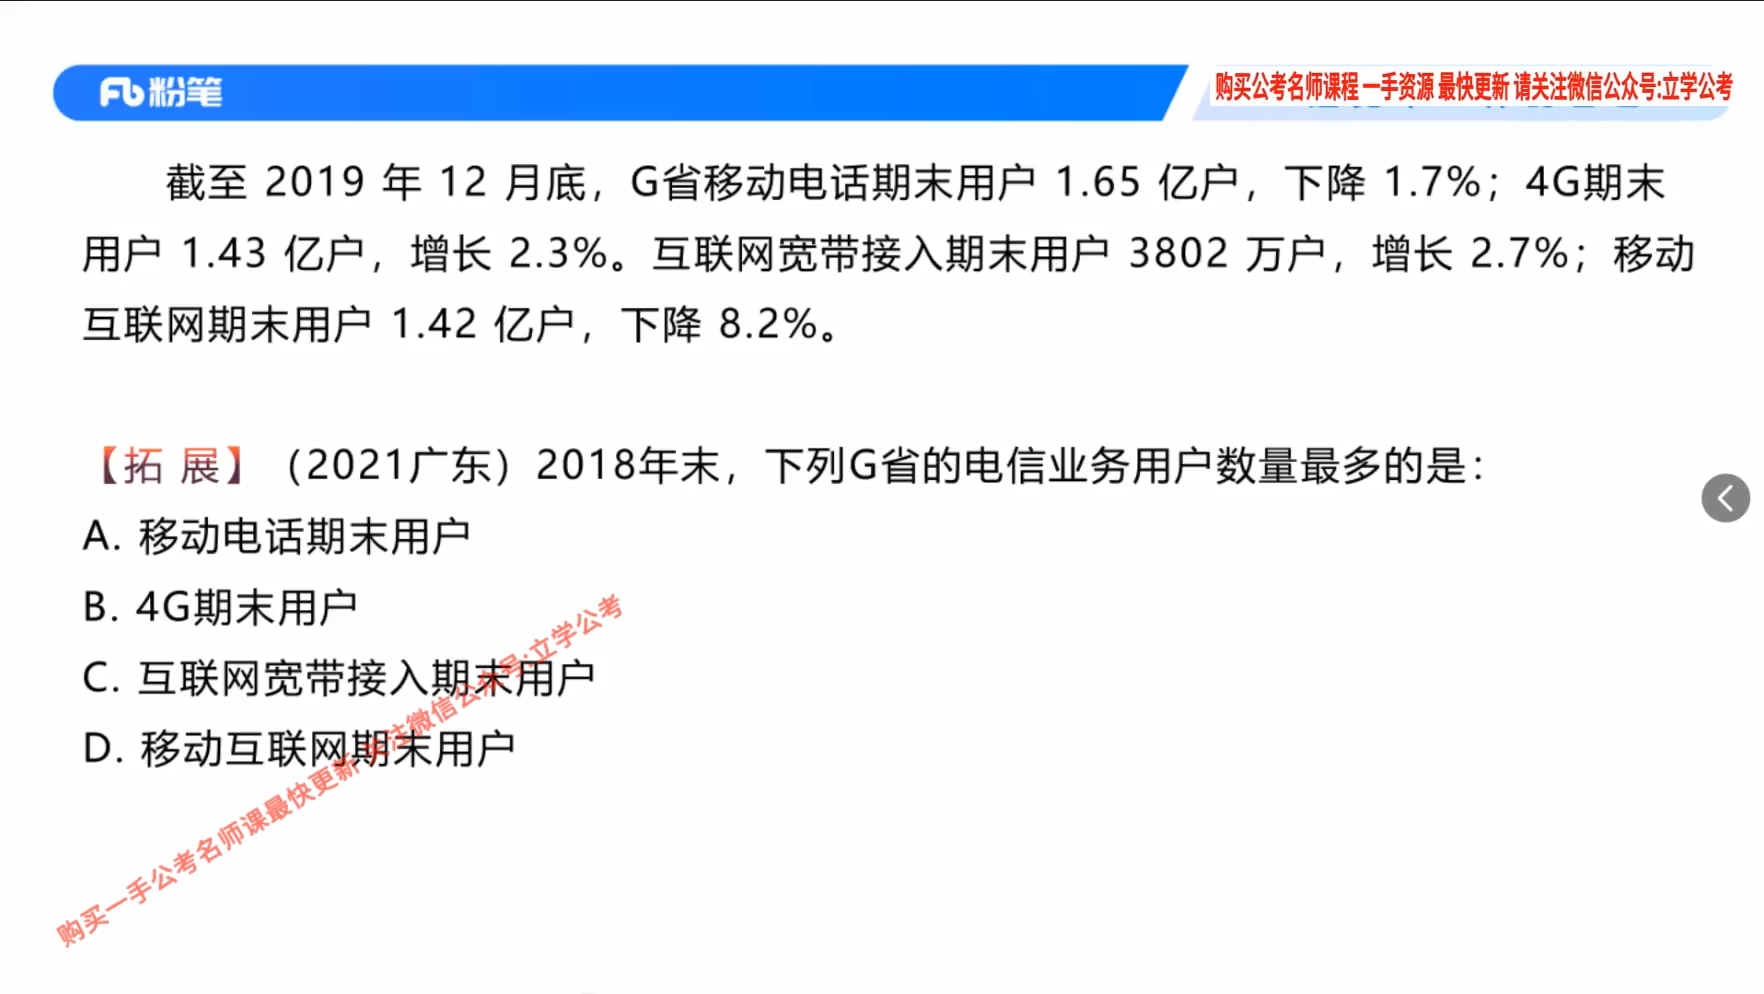 粉笔
购买公考名师课程 一手资源 最快更新 请关注微信公众号:立学公考
截至 2019 年 12 月底，G省移动电话期末用户 1.65 亿户，下降 1.7%；4G期末
用户 1.43 亿户，增长 2.3%。互联网宽带接入期末用户 3802 万户，增长 2.7%；移动
互联网期末用户 1.42 亿户，下降 8.2%。
【拓 展】（2021广东）2018年末，下列G省的电信业务用户数量最多的是：
A. 移动电话期末用户
B. 4G期末用户
C. 互联网宽带接入期末用户
D. 移动互联网期末用户
购买一手公考名师课最快更新 关注微信公众号:立学公考